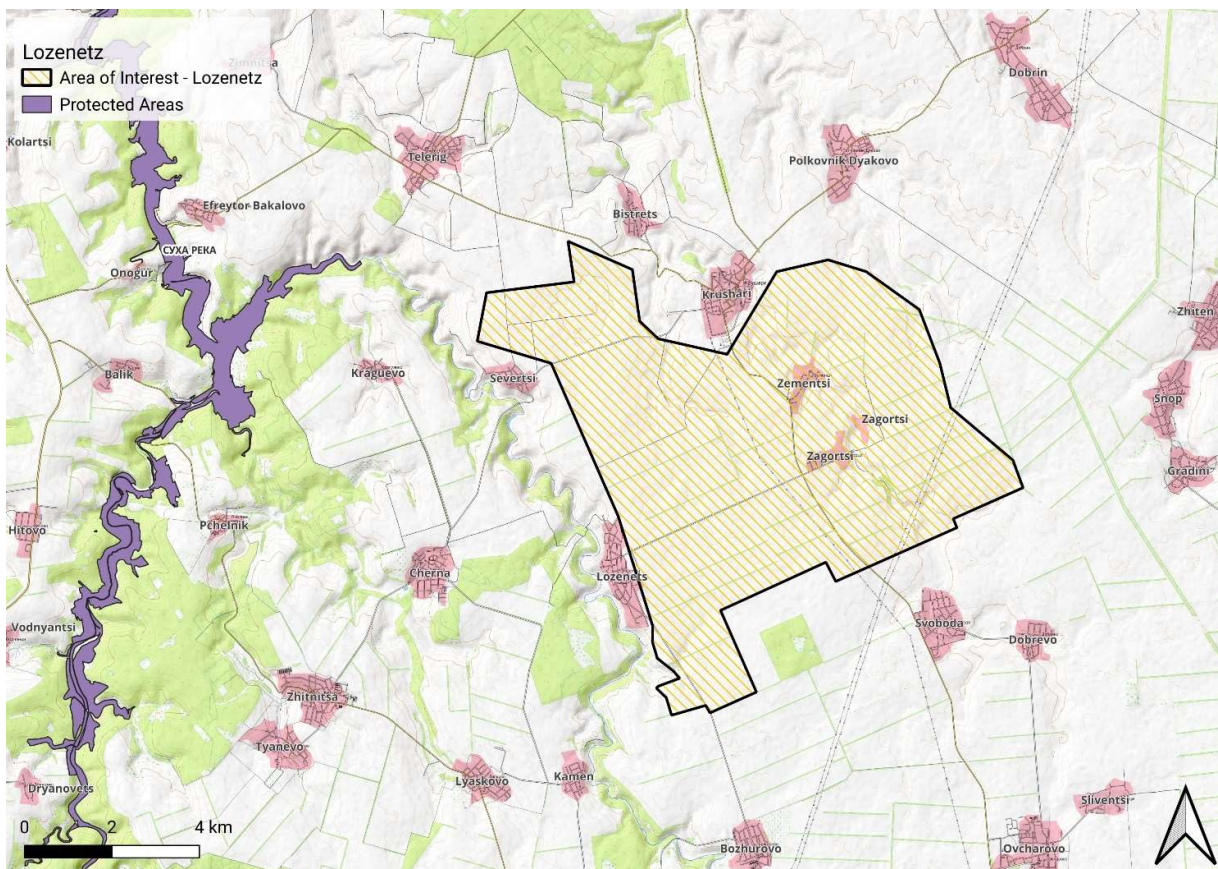 Lozenetz
Area of Interest - Lozenetz
Protected Areas
Zimnitsa
Kolartsi
Telerig
Dobrin
Polkovnik Dyakovo
Efreytor Bakalovo
Bistrets
СУХА РЕКА
Onogur
Krushari
Zhiten
Balik
Kraguevo
Severtsi
Zementsi
Snop
Zagortsi
Zagortsi
Gradini
Hitovo
Pchelnik
Cherna
Lozenets
Vodnyantsi
Svoboda
Dobrevo
Zhitnitsa
Tyanevo
Lyaskovo
Kamen
Dryanovets
Sliventsi
0 2 4 km
Bozhurovo
Ovcharovo